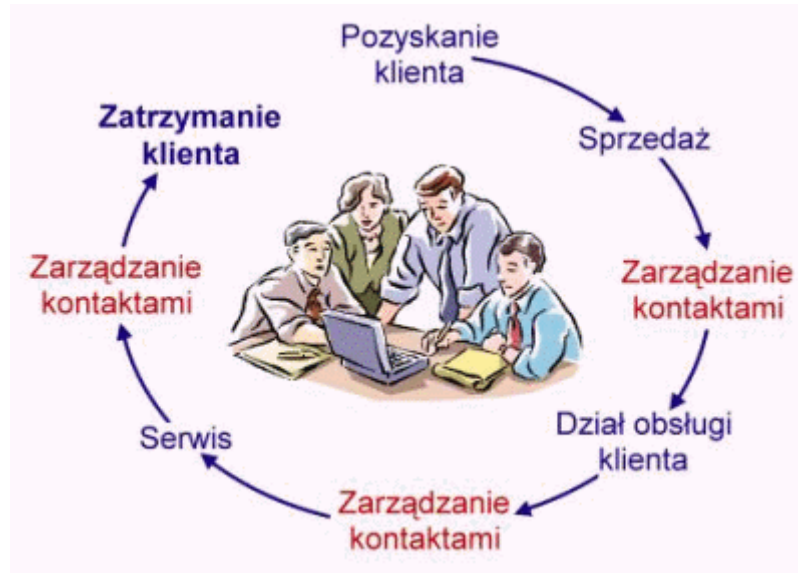 Pozyskanie
klienta
Sprzedaż
Zarządzanie
kontaktami
Dział obsługi
klienta
Zarządzanie
kontaktami
Serwis
Zarządzanie
kontaktami
Zatrzymanie
klienta